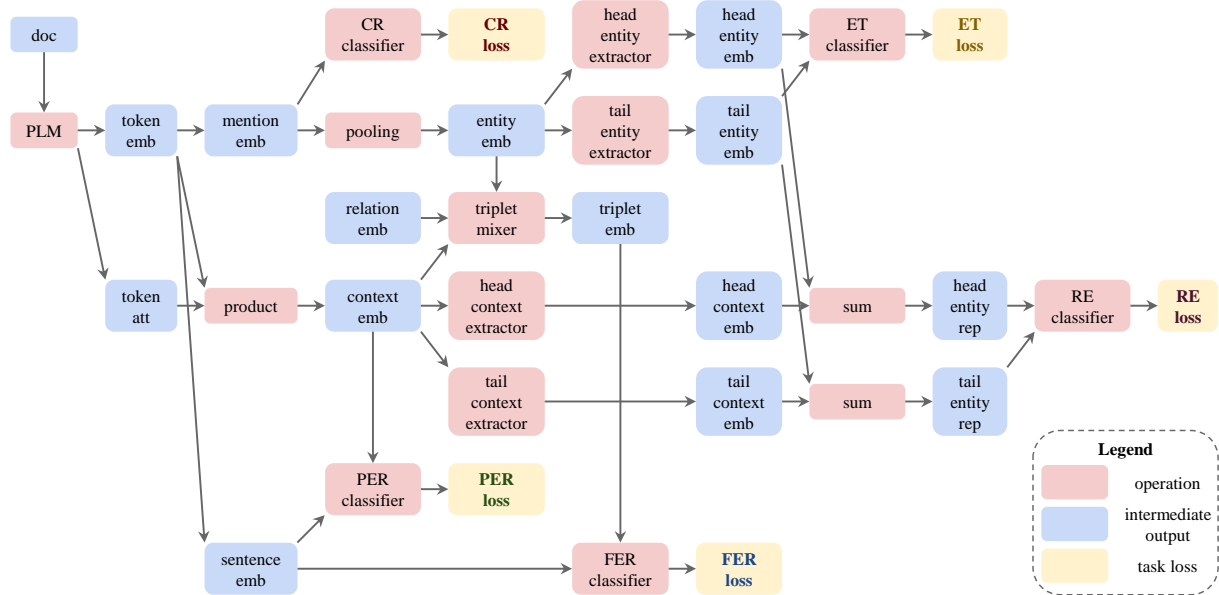 doc
CR
classifier
CR
loss
head
entity
extractor
head
entity
emb
ET
classifier
ET
loss
PLM
token
emb
mention
emb
pooling
entity
emb
tail
entity
extractor
tail
entity
emb
relation
emb
triplet
mixer
triplet
emb
token
att
product
context
emb
head
context
extractor
head
context
emb
sum
head
entity
rep
RE
classifier
RE
loss
tail
context
extractor
tail
context
emb
sum
tail
entity
rep
PER
classifier
PER
loss
sentence
emb
FER
classifier
FER
loss
Legend
operation
intermediate
output
task loss